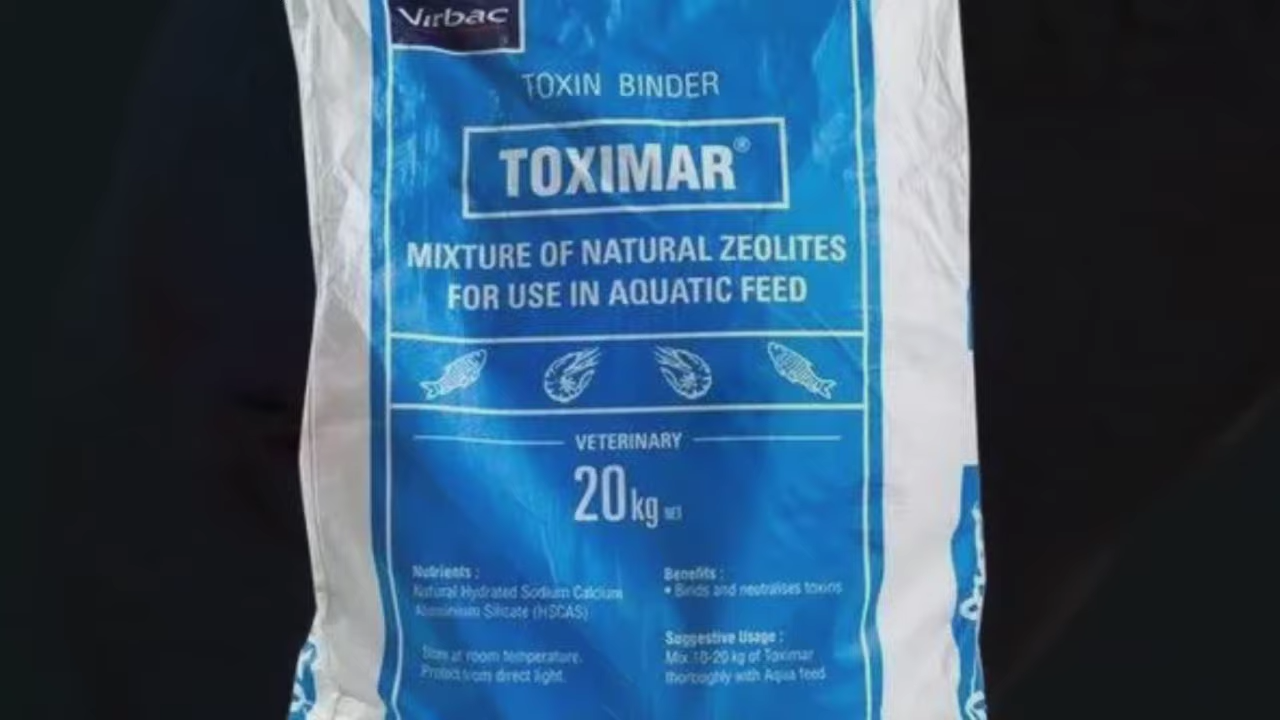 Virbac
TOXIN BINDER
TOXIMAR®
MIXTURE OF NATURAL ZEOLITES
FOR USE IN AQUATIC FEED
VETERINARY
20 kg NET
Nutrients :
Natural Hydrated Sodium Calcium
Aluminium Silicate (HSCAS)
Store at room temperature.
Protect from direct light.
Benefits :
• Binds and neutralises toxins
Suggestive Usage :
Mix 10-20 kg of Toximar
thoroughly with Aqua feed